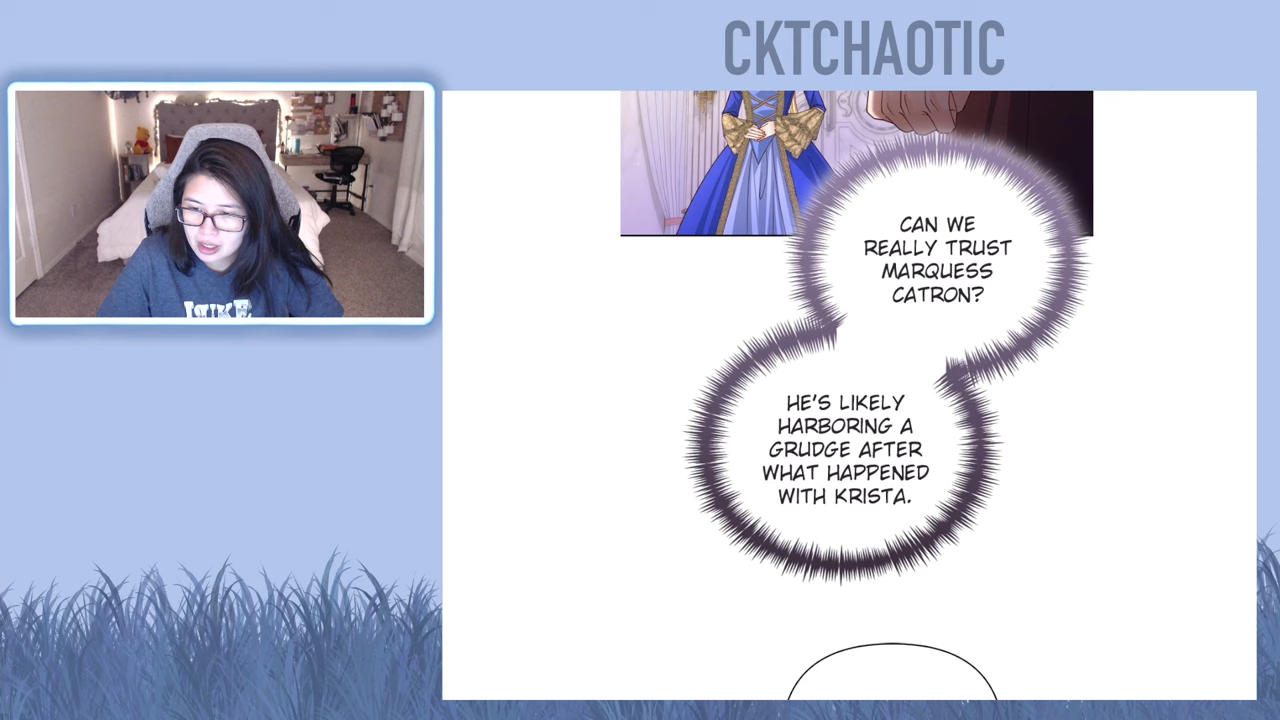 CKTCHAOTIC
CAN WE
REALLY TRUST
MARQUESS
CATRON?
HE'S LIKELY
HARBORING A
GRUDGE AFTER
WHAT HAPPENED
WITH KRISTA.